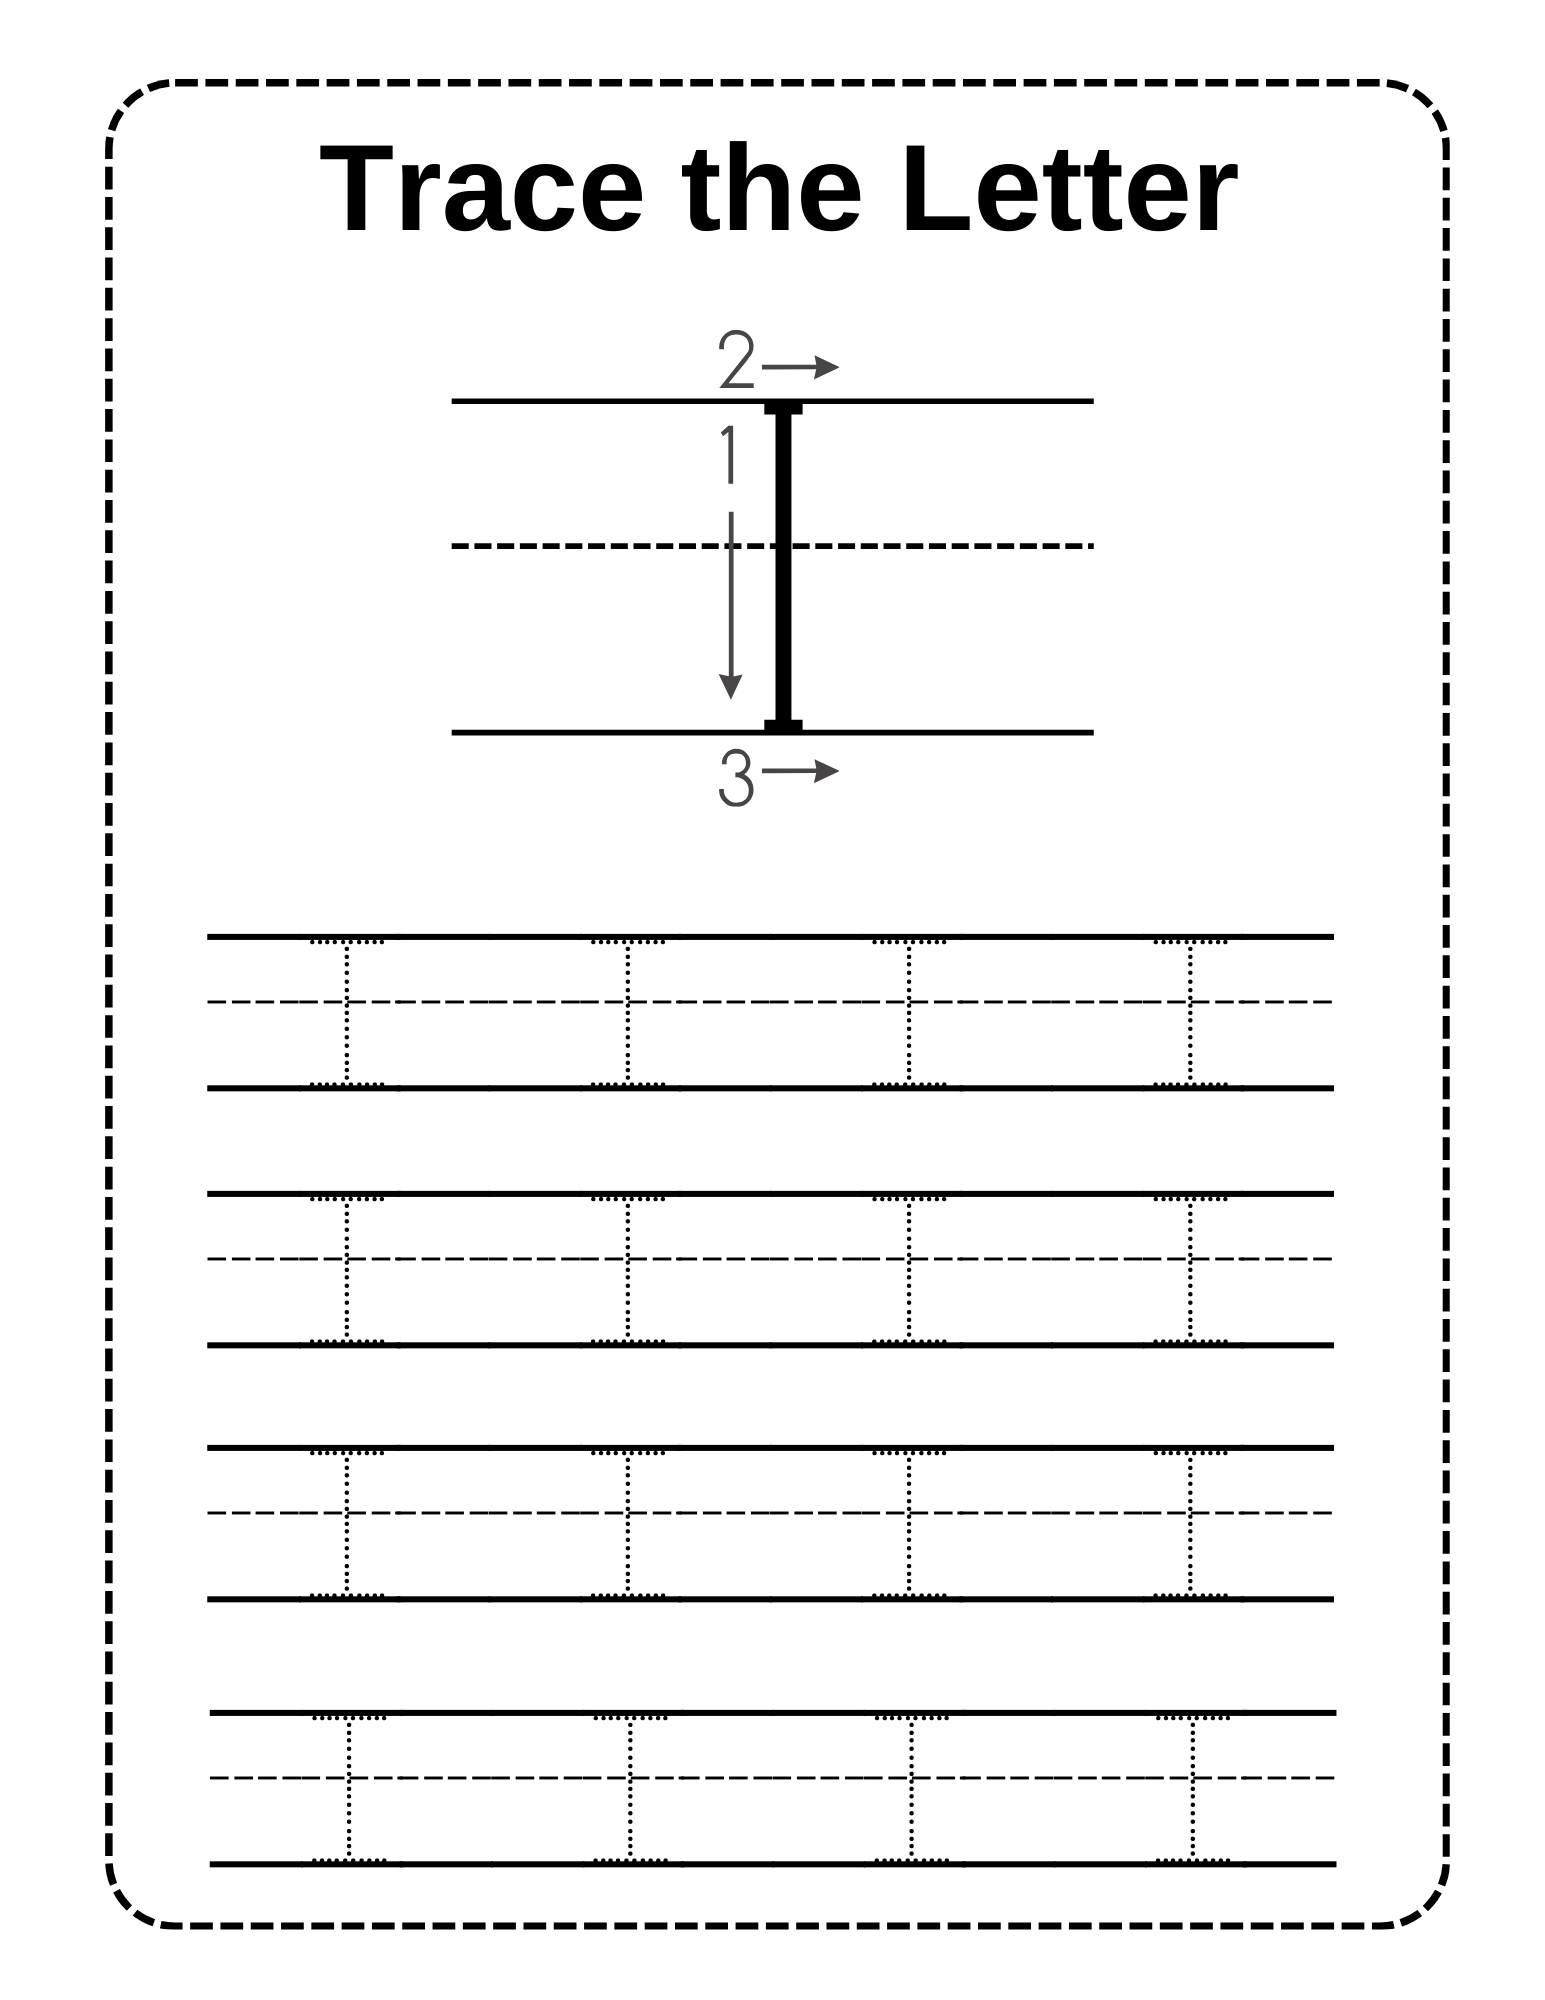 Trace the Letter
2
1
I
3
I I I I
I I I I
I I I I
I I I I